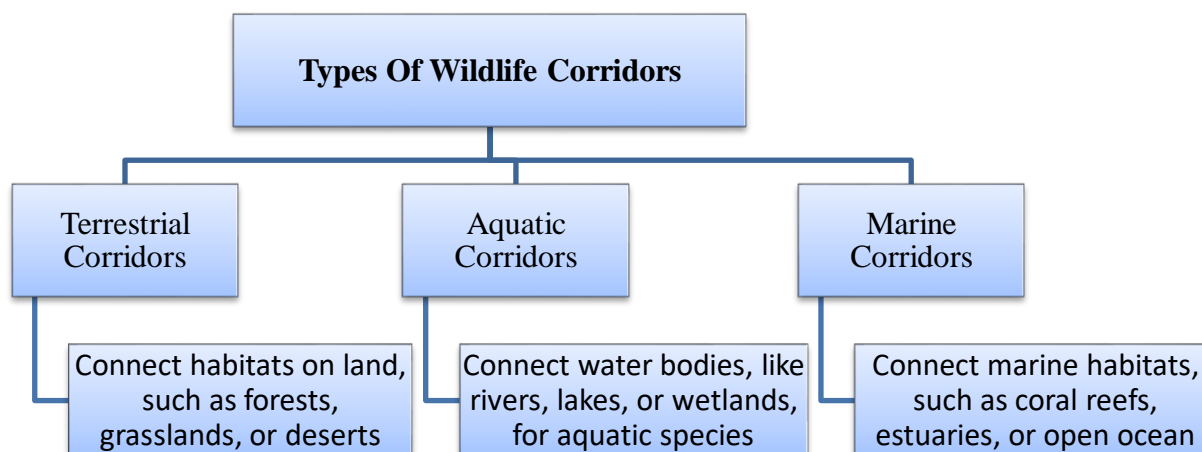 Types Of Wildlife Corridors
Terrestrial
Corridors
Connect habitats on land,
such as forests,
grasslands, or deserts
Aquatic
Corridors
Connect water bodies, like
rivers, lakes, or wetlands,
for aquatic species
Marine
Corridors
Connect marine habitats,
such as coral reefs,
estuaries, or open ocean